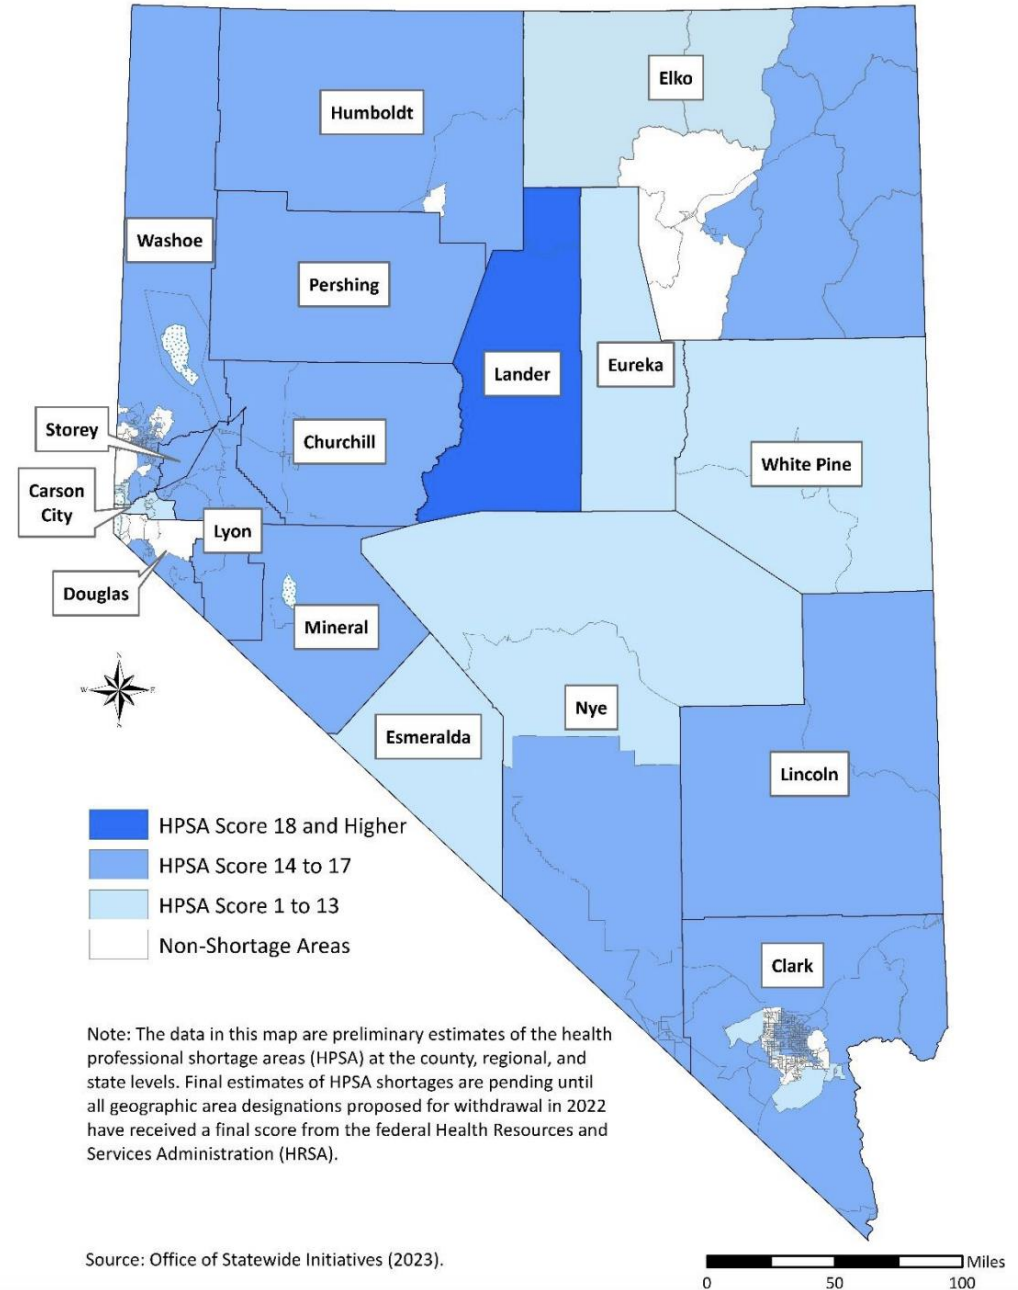 Elko
Humboldt
Washoe
Pershing
Lander
Eureka
Storey
Churchill
White Pine
Carson
City
Lyon
Douglas
Mineral
N
W
E
S
Nye
Esmeralda
Lincoln
HPSA Score 18 and Higher
HPSA Score 14 to 17
HPSA Score 1 to 13
Non-Shortage Areas
Clark
Note: The data in this map are preliminary estimates of the health
professional shortage areas (HPSA) at the county, regional, and
state levels. Final estimates of HPSA shortages are pending until
all geographic area designations proposed for withdrawal in 2022
have received a final score from the federal Health Resources and
Services Administration (HRSA).
Source: Office of Statewide Initiatives (2023).
Miles
0 50 100